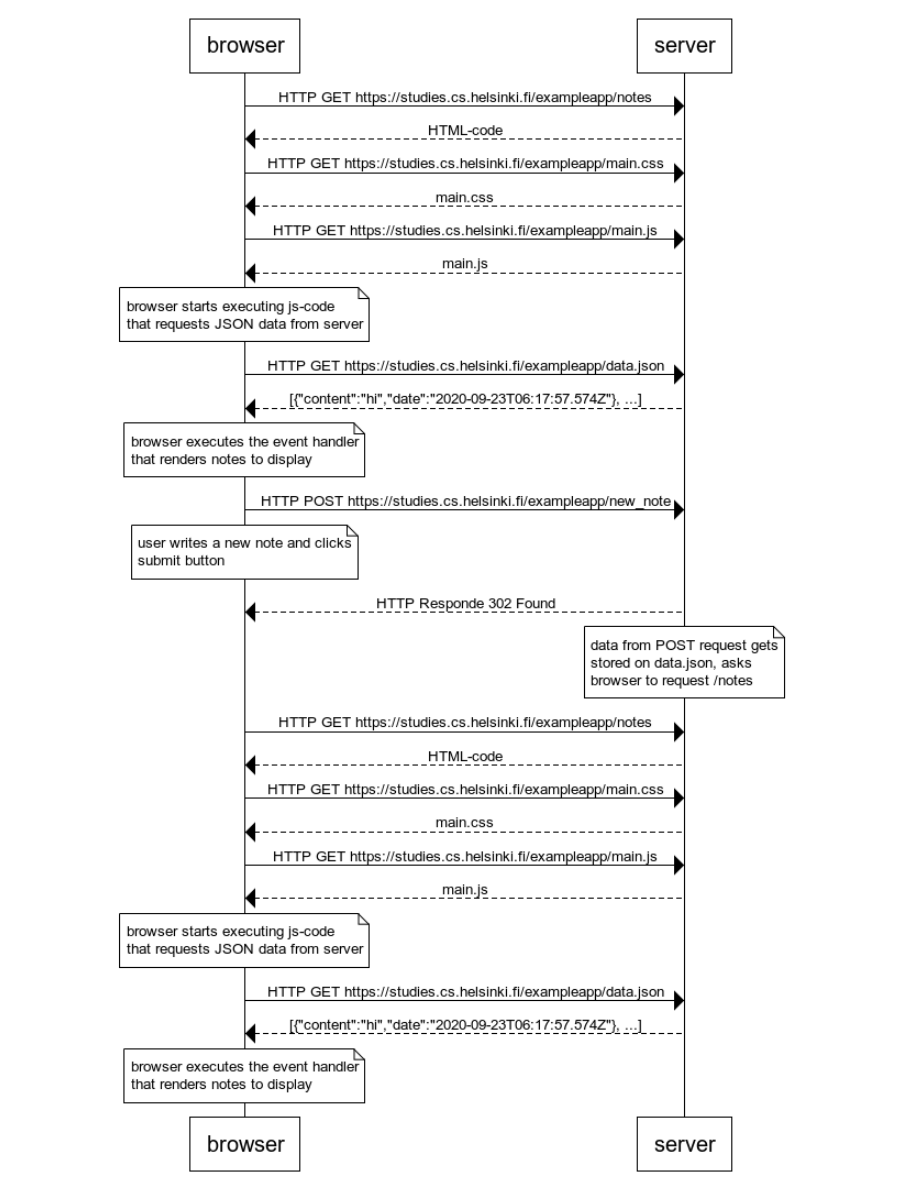 browser
server
HTTP GET https://studies.cs.helsinki.fi/exampleapp/notes
HTML-code
HTTP GET https://studies.cs.helsinki.fi/exampleapp/main.css
main.css
HTTP GET https://studies.cs.helsinki.fi/exampleapp/main.js
main.js
browser starts executing js-code
that requests JSON data from server
HTTP GET https://studies.cs.helsinki.fi/exampleapp/data.json
[{"content":"hi","date":"2020-09-23T06:17:57.574Z"}, ...]
browser executes the event handler
that renders notes to display
HTTP POST https://studies.cs.helsinki.fi/exampleapp/new_note
user writes a new note and clicks
submit button
HTTP Responde 302 Found
data from POST request gets
stored on data.json, asks
browser to request /notes
HTTP GET https://studies.cs.helsinki.fi/exampleapp/notes
HTML-code
HTTP GET https://studies.cs.helsinki.fi/exampleapp/main.css
main.css
HTTP GET https://studies.cs.helsinki.fi/exampleapp/main.js
main.js
browser starts executing js-code
that requests JSON data from server
HTTP GET https://studies.cs.helsinki.fi/exampleapp/data.json
[{"content":"hi","date":"2020-09-23T06:17:57.574Z"}, ...]
browser executes the event handler
that renders notes to display
browser
server